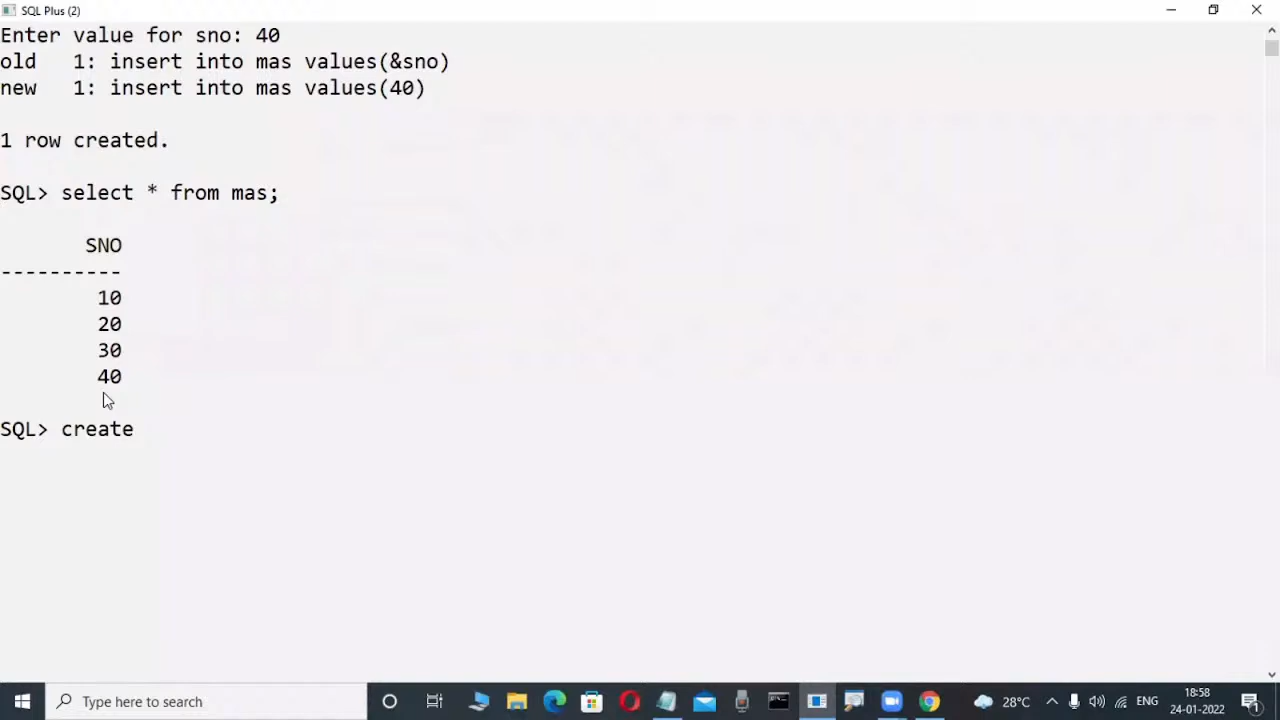 SQL Plus (2)
Enter value for sno: 40
old   1: insert into mas values(&sno)
new   1: insert into mas values(40)
1 row created.
SQL> select * from mas;
SNO
----------
10
20
30
40
SQL> create
Type here to search
28°C
ENG
18:58
24-01-2022
1